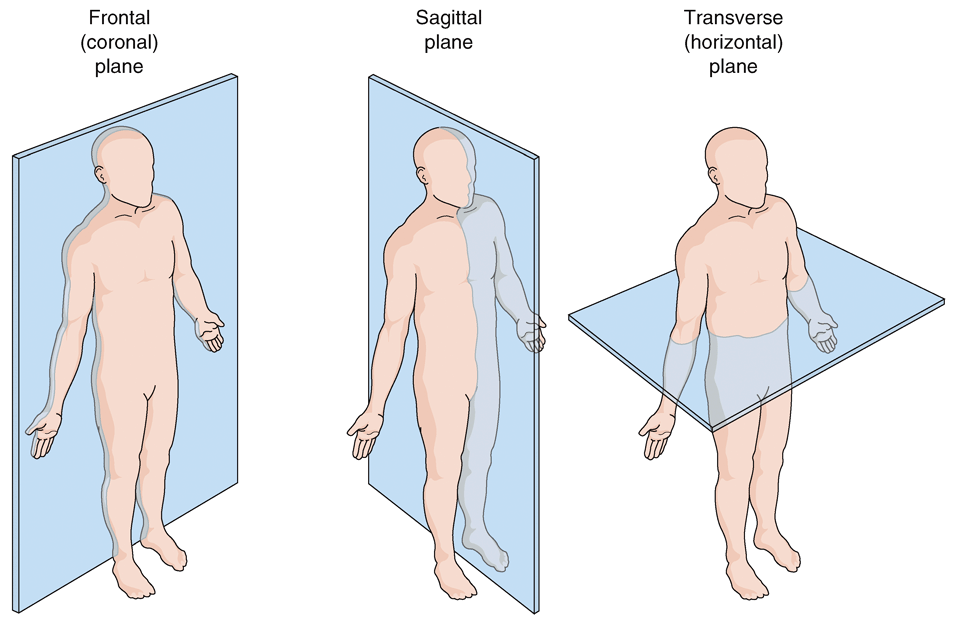 Frontal
(coronal)
plane
Sagittal
plane
Transverse
(horizontal)
plane